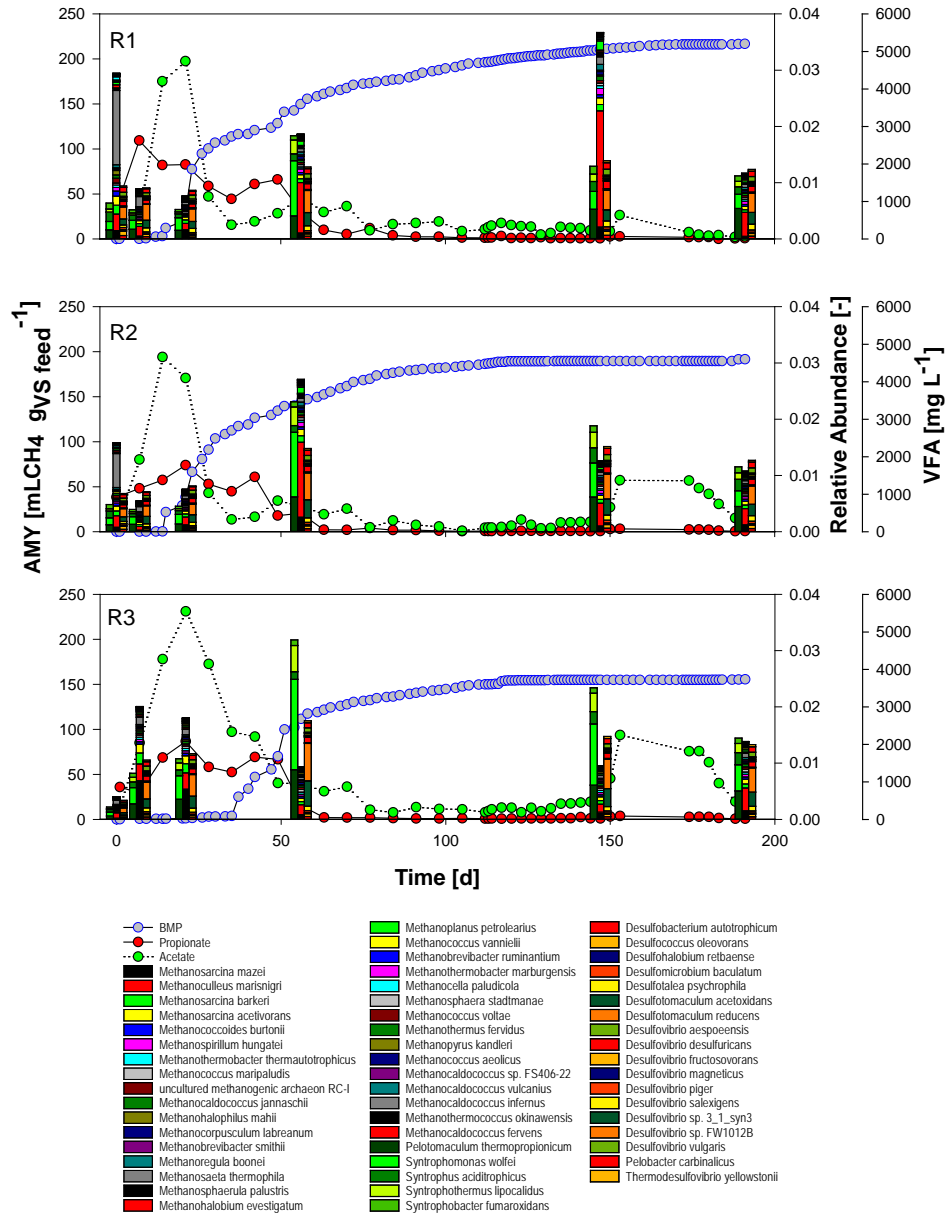 R1
250
200
150
100
50
0
0.04
0.03
0.02
0.01
0.00
6000
5000
4000
3000
2000
1000
0
R2
250
200
150
100
50
0
0.04
0.03
0.02
0.01
0.00
6000
5000
4000
3000
2000
1000
0
R3
250
200
150
100
50
0
0.04
0.03
0.02
0.01
0.00
6000
5000
4000
3000
2000
1000
0
0 50 100 150 200
AMY [mLCH4 gVS feed-1]
Relative Abundance [-]
VFA [mg L-1]
Time [d]
BMP
Propionate
Acetate
Methanosarcina mazei
Methanoculleus marisnigri
Methanosarcina barkeri
Methanosarcina acetivorans
Methanococcoides burtonii
Methanospirillum hungatei
Methanothermobacter thermautotrophicus
Methanococcus maripaludis
uncultured methanogenic archaeon RC-I
Methanocaldococcus jannaschii
Methanohalophilus mahii
Methanocorpusculum labreanum
Methanobrevibacter smithii
Methanoregula boonei
Methanosaeta thermophila
Methanosphaerula palustris
Methanohalobium evestigatum
Methanoplanus petrolearius
Methanococcus vannielii
Methanobrevibacter ruminantium
Methanothermobacter marburgensis
Methanocella paludicola
Methanosphaera stadtmanae
Methanococcus voltae
Methanothermus fervidus
Methanopyrus kandleri
Methanococcus aeolicus
Methanocaldococcus sp. FS406-22
Methanocaldococcus vulcanius
Methanocaldococcus infernus
Methanothermococcus okinawensis
Methanocaldococcus fervens
Pelotomaculum thermopropionicum
Syntrophomonas wolfei
Syntrophus aciditrophicus
Syntrophothermus lipocalidus
Syntrophobacter fumaroxidans
Desulfobacterium autotrophicum
Desulfococcus oleovorans
Desulfohalobium retbaense
Desulfomicrobium baculatum
Desulfotalea psychrophila
Desulfotomaculum acetoxidans
Desulfotomaculum reducens
Desulfovibrio aespoeensis
Desulfovibrio desulfuricans
Desulfovibrio fructosovorans
Desulfovibrio magneticus
Desulfovibrio piger
Desulfovibrio salexigens
Desulfovibrio sp. 3_1_syn3
Desulfovibrio sp. FW1012B
Desulfovibrio vulgaris
Pelobacter carbinalicus
Thermodesulfovibrio yellowstonii